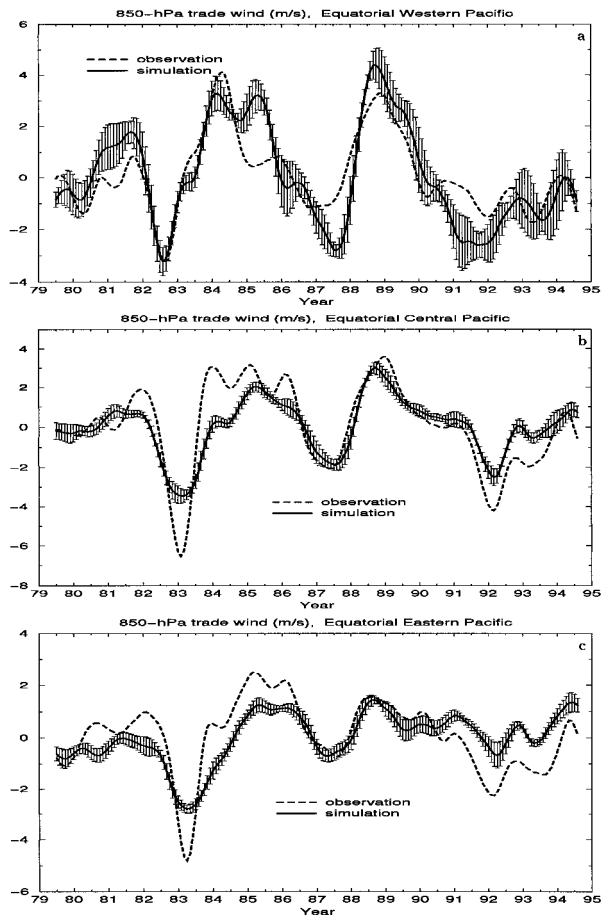 850-hPa trade wind (m/s), Equatorial Western Pacific
a
observation
simulation
4
2
0
-2
-4
79 80 81 82 83 84 85 86 87 88 89 90 91 92 93 94 95
Year
850-hPa trade wind (m/s), Equatorial Central Pacific
b
4
2
0
-2
-4
-6
-8
observation
simulation
79 80 81 82 83 84 85 86 87 88 89 90 91 92 93 94 95
Year
850-hPa trade wind (m/s), Equatorial Eastern Pacific
c
4
2
0
-2
-4
-6
observation
simulation
79 80 81 82 83 84 85 86 87 88 89 90 91 92 93 94 95
Year